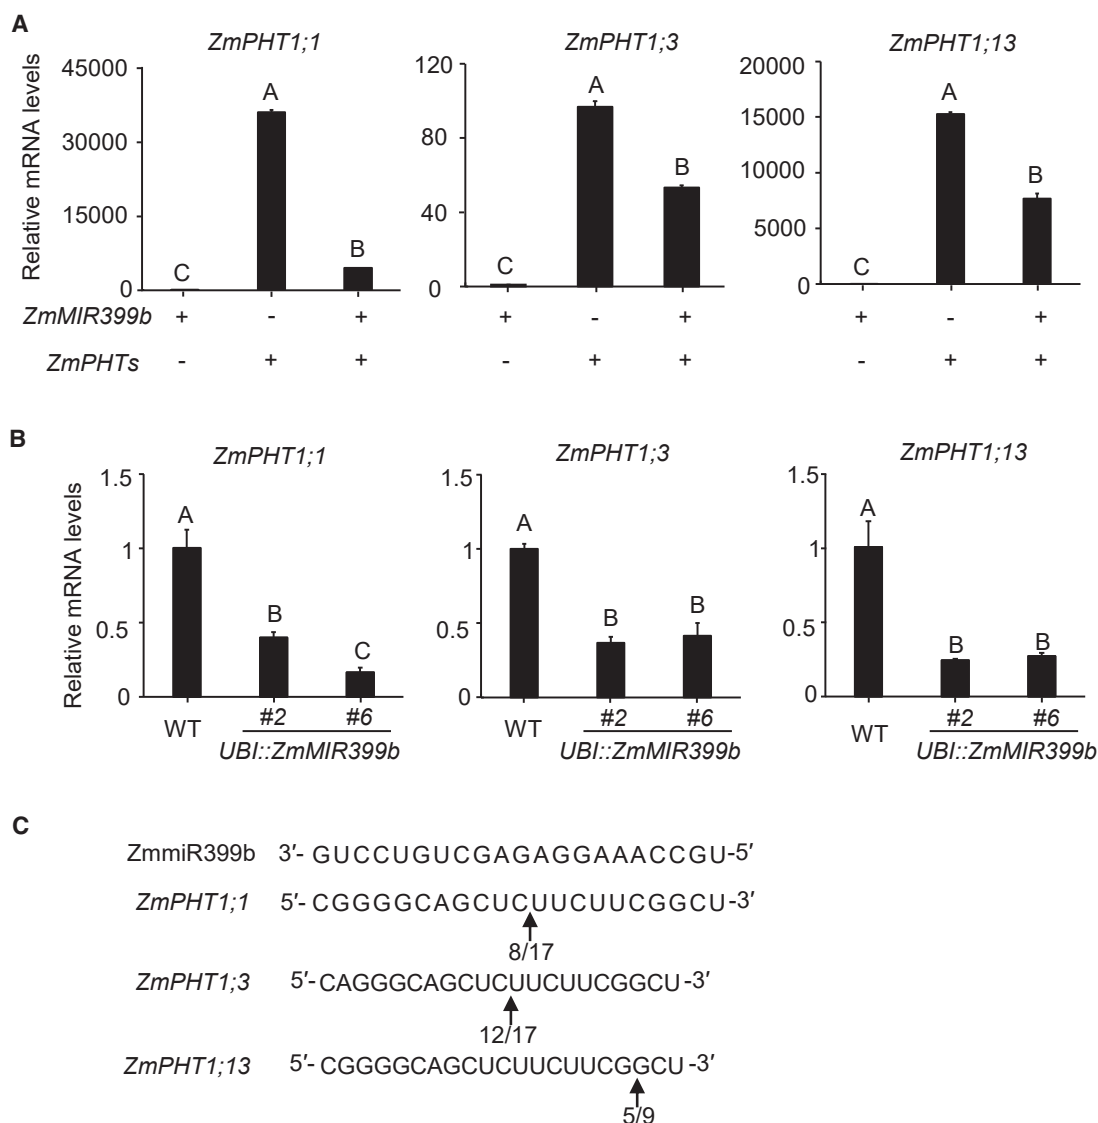 A
ZmPHT1;1
ZmPHT1;3
ZmPHT1;13
Relative mRNA levels
45000
30000
15000
0
A
B
C
120
80
40
0
A
B
C
20000
15000
10000
5000
0
A
B
C
ZmMIR399b + - + + - + + - +
ZmPHTs - + + - + + - + +
B
ZmPHT1;1
ZmPHT1;3
ZmPHT1;13
Relative mRNA levels
1.5
1
0.5
0
A
B
C
WT #2 #6
UBI::ZmMIR399b
1.5
1
0.5
0
A
B
B
WT #2 #6
UBI::ZmMIR399b
1.5
1
0.5
0
A
B
B
WT #2 #6
UBI::ZmMIR399b
C
ZmmiR399b 3′- GUCCUGUCGAGAGGAAACCGU-5′
ZmPHT1;1 5′- CGGGGCAGCUCUUCUUCGGCU-3′
8/17
ZmPHT1;3 5′-CAGGGCAGCUCUUCUUCGGCU-3′
12/17
ZmPHT1;13 5′- CGGGGCAGCUCUUCUUCGGCU-3′
5/9